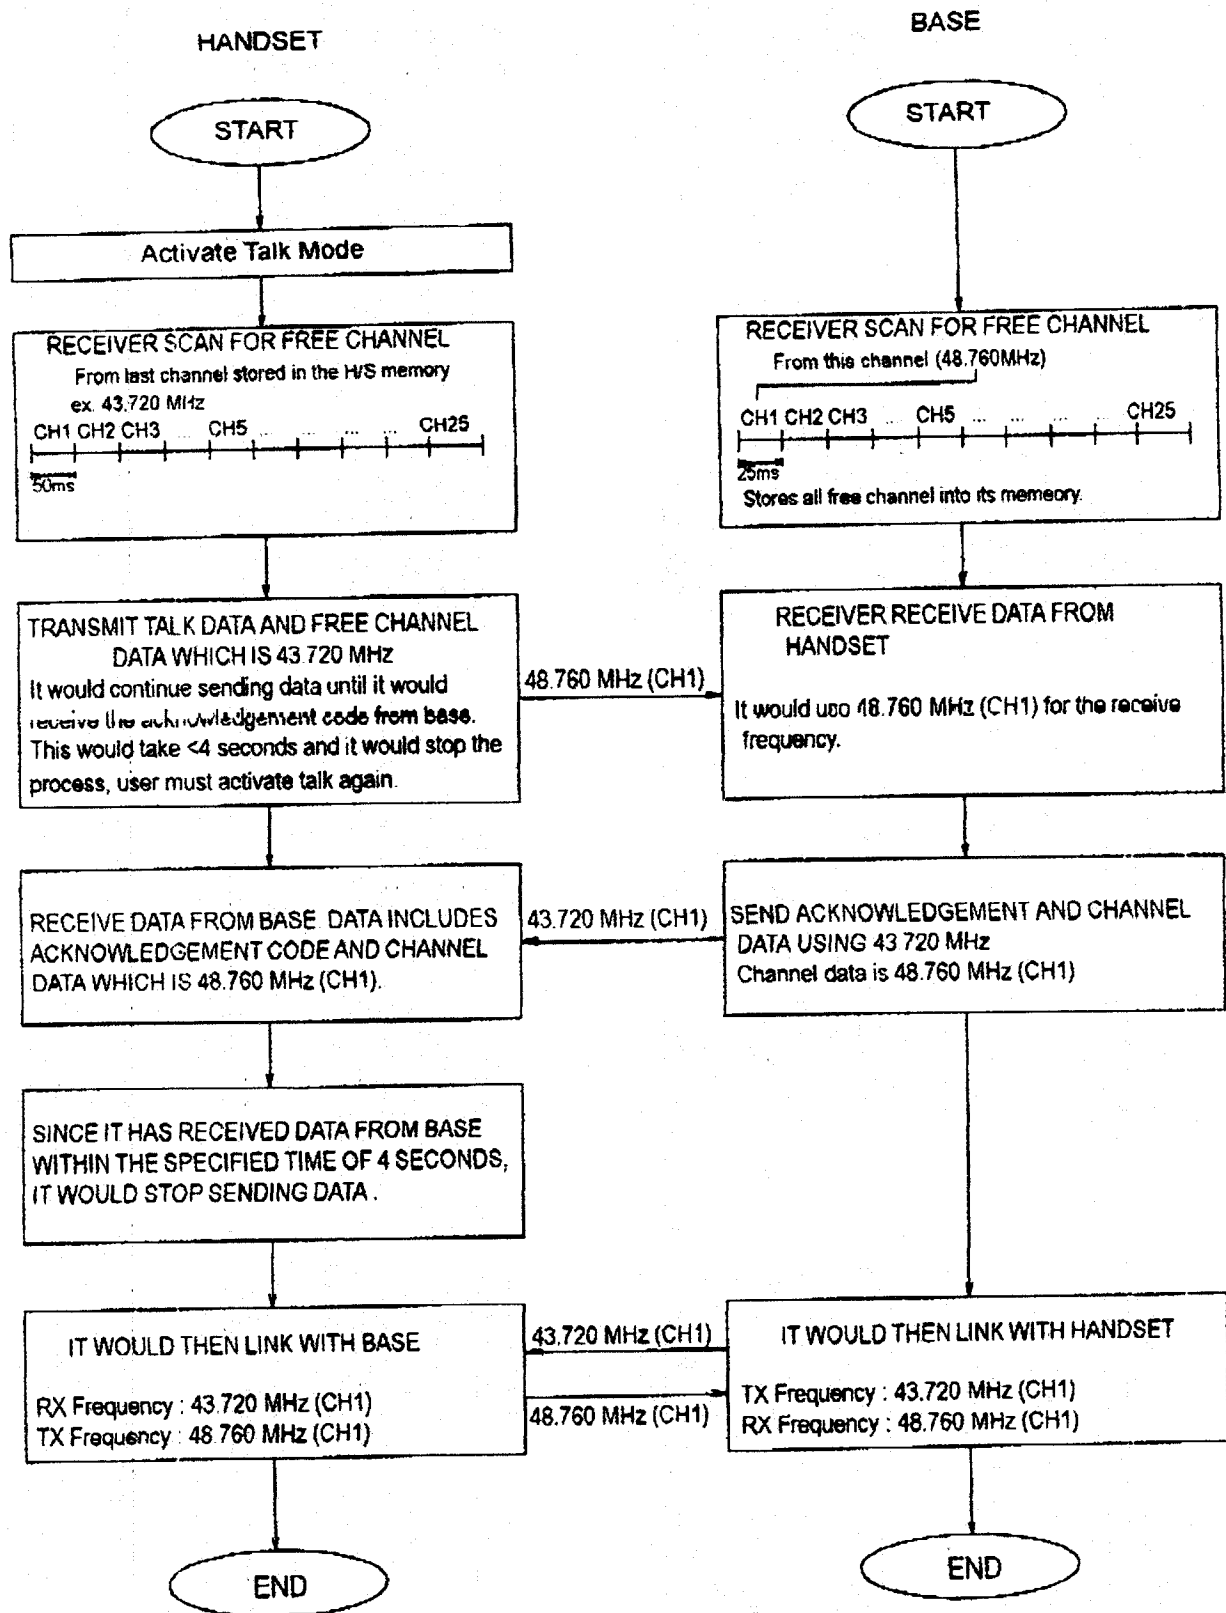 HANDSET
START
Activate Talk Mode
RECEIVER SCAN FOR FREE CHANNEL
From last channel stored in the H/S memory
ex. 43.720 MHz
CH1 CH2 CH3 ... CH5 ... ... ... ... CH25
50ms
TRANSMIT TALK DATA AND FREE CHANNEL
DATA WHICH IS 43.720 MHz
It would continue sending data until it would
receive the acknowledgement code from base.
This would take <4 seconds and it would stop the
process, user must activate talk again.
48.760 MHz (CH1)
RECEIVE DATA FROM BASE. DATA INCLUDES
ACKNOWLEDGEMENT CODE AND CHANNEL
DATA WHICH IS 48.760 MHz (CH1).
43.720 MHz (CH1)
SINCE IT HAS RECEIVED DATA FROM BASE
WITHIN THE SPECIFIED TIME OF 4 SECONDS,
IT WOULD STOP SENDING DATA .
IT WOULD THEN LINK WITH BASE
RX Frequency : 43.720 MHz (CH1)
TX Frequency : 48.760 MHz (CH1)
43.720 MHz (CH1)
48.760 MHz (CH1)
END
BASE
START
RECEIVER SCAN FOR FREE CHANNEL
From this channel (48.760MHz)
CH1 CH2 CH3 ... CH5 ... ... ... ... CH25
25ms
Stores all free channel into its memeory.
RECEIVER RECEIVE DATA FROM
HANDSET
It would use 48.760 MHz (CH1) for the receive
frequency.
SEND ACKNOWLEDGEMENT AND CHANNEL
DATA USING 43 720 MHz
Channel data is 48.760 MHz (CH1)
IT WOULD THEN LINK WITH HANDSET
TX Frequency : 43.720 MHz (CH1)
RX Frequency : 48.760 MHz (CH1)
END